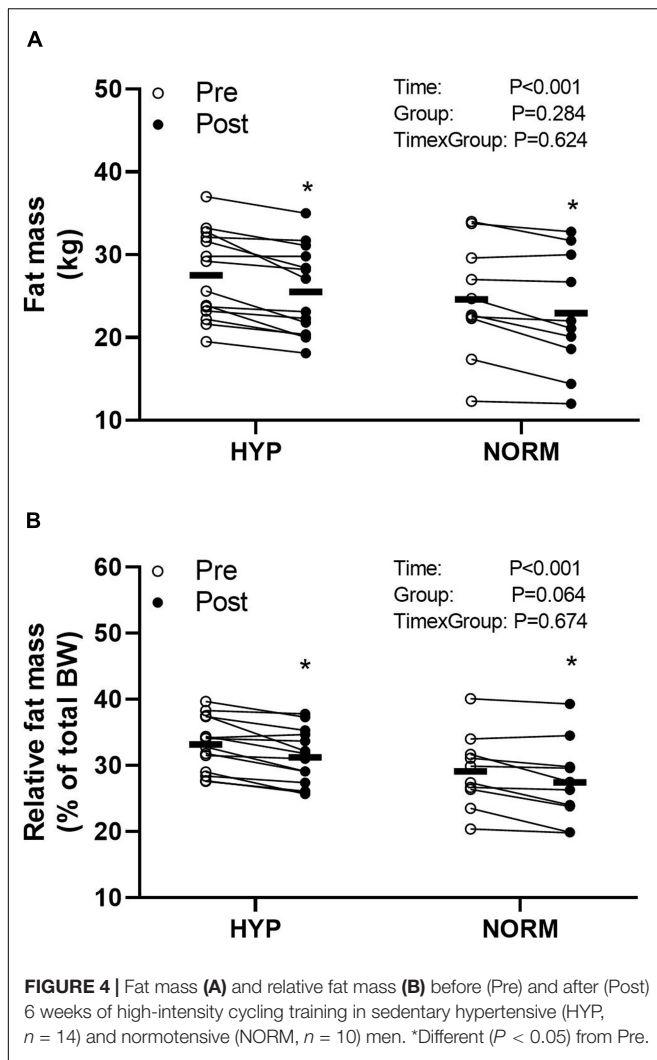 A
50
40
30
20
10
Fat mass
(kg)
○ Pre
● Post
Time: P<0.001
Group: P=0.284
TimexGroup: P=0.624
*
*
HYP NORM
B
60
50
40
30
20
10
Relative fat mass
(% of total BW)
○ Pre
● Post
Time: P<0.001
Group: P=0.064
TimexGroup: P=0.674
*
*
HYP NORM
FIGURE 4 | Fat mass (A) and relative fat mass (B) before (Pre) and after (Post)
6 weeks of high-intensity cycling training in sedentary hypertensive (HYP,
n = 14) and normotensive (NORM, n = 10) men. *Different (P < 0.05) from Pre.